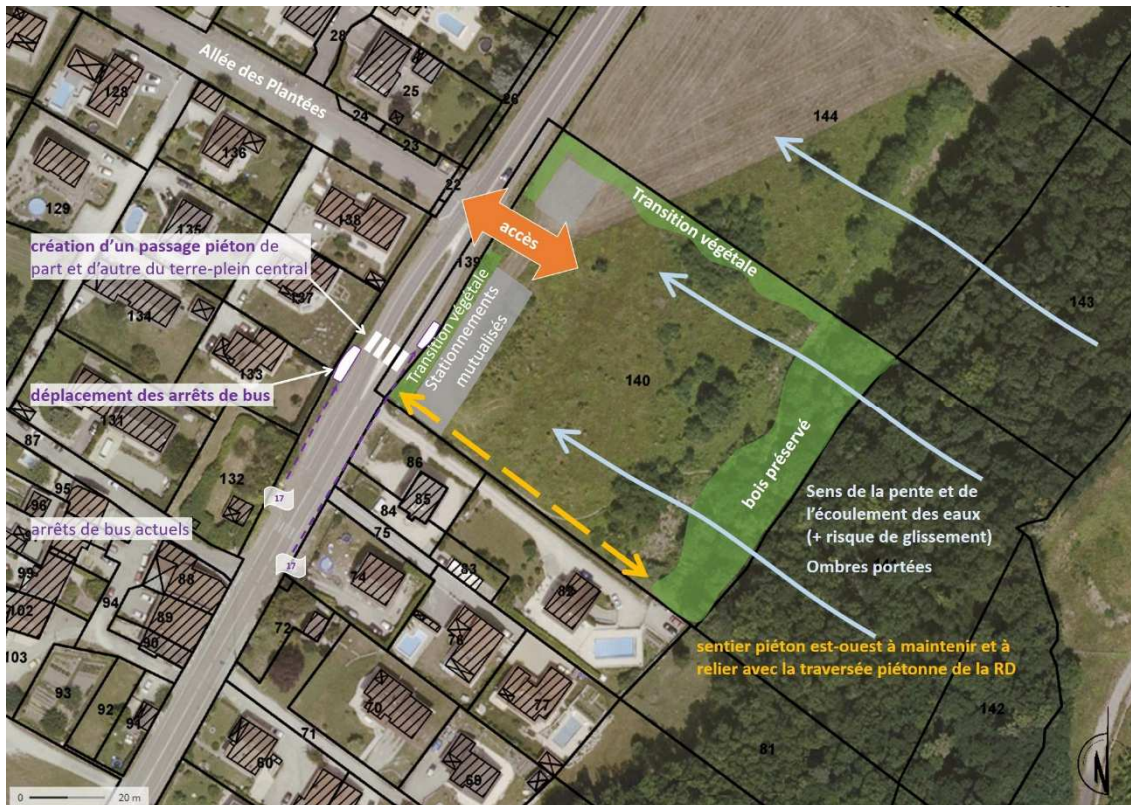 28
Allée des Plantées
128
25
26
24
23
144
136
22
129
138
Transition végétale
135
accès
création d'un passage piéton de
part et d'autre du terre-plein central
139
137
143
134
Transition végétale
Stationnements
mutualisés
133
140
déplacement des arrêts de bus
131
87
bois préservé
132
86
95
85
96
Sens de la pente et de
l'écoulement des eaux
(+ risque de glissement)
Ombres portées
17
84
arrêts de bus actuels
75
17
99
88
74
83
82
102
94
89
72
78
90
sentier piéton est-ouest à maintenir et à
relier avec la traversée piétonne de la RD
103
93
92
91
70
77
142
71
81
60
69
N
0 20 m